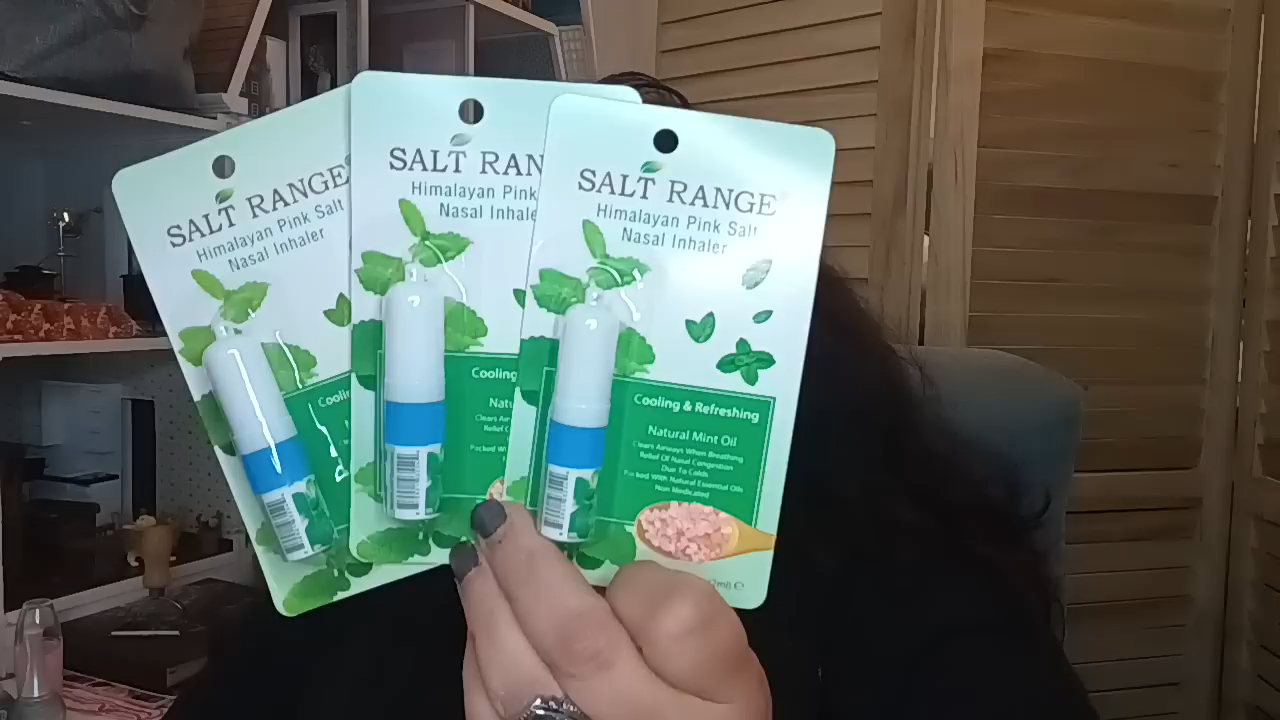 SALT RANGE
Himalayan Pink Salt
Nasal Inhaler
SALT RAN
Himalayan Pink
Nasal Inhale
Cooling
SALT RANGE
Himalayan Pink Salt
Nasal Inhaler
Cooling & Refreshing
Natural Mint Oil
Clears Airways When Breathing
Relief Of Nasal Congestion
Due To Colds
Packed With Natural Essential Oils
Non Medicated